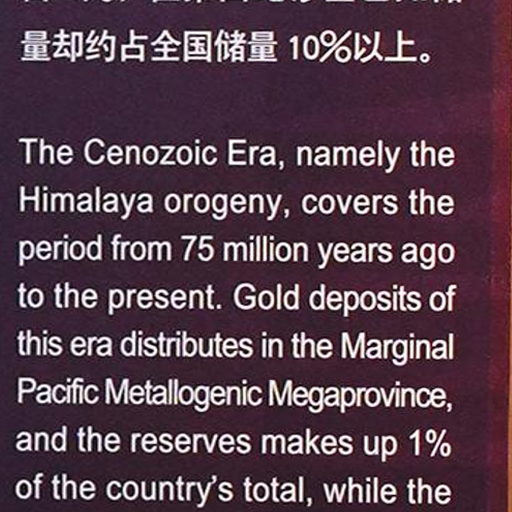 量却约占全国储量 10%以上。
The Cenozoic Era, namely the
Himalaya orogeny, covers the
period from 75 million years ago
to the present. Gold deposits of
this era distributes in the Marginal
Pacific Metallogenic Megaprovince,
and the reserves makes up 1%
of the country's total, while the